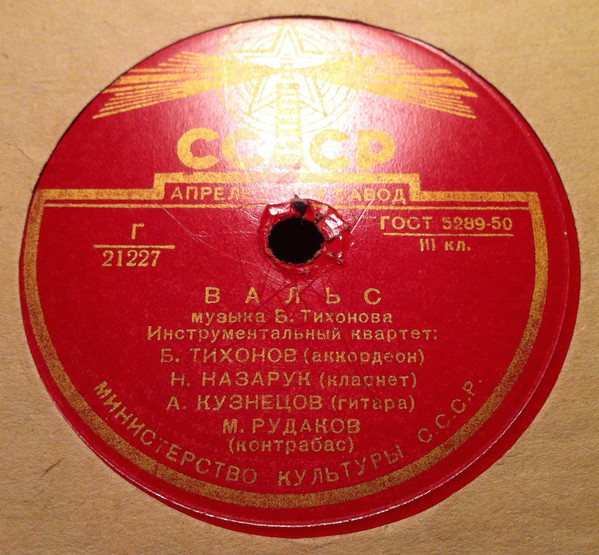 СССР
АПРЕЛ ЗАВОД
Г
21227
ГОСТ 5289-50
III кл.
ВАЛЬС
музыка Б. Тихонова
Инструментальный квартет:
Б. ТИХОНОВ (аккордеон)
Н. НАЗАРУК (кларнет)
А. КУЗНЕЦОВ (гитара)
М. РУДАКОВ
(контрабас)
МИНИСТЕРСТВО КУЛЬТУРЫ С.С.С.Р.